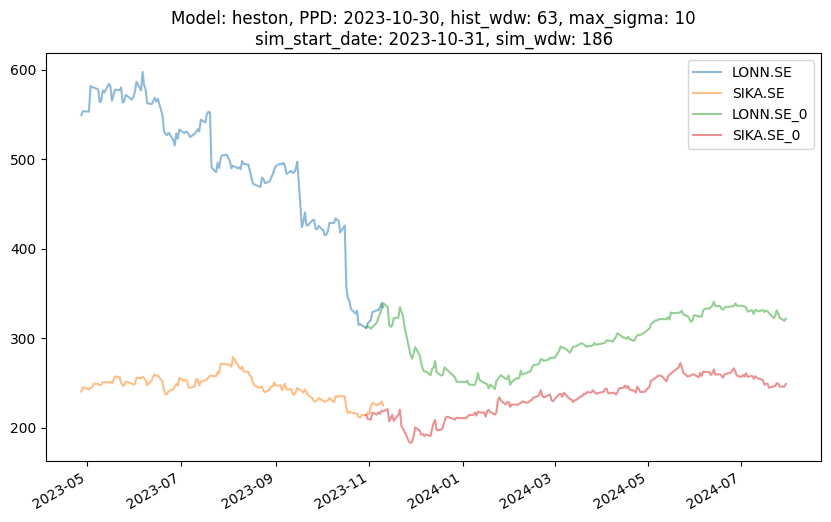 Model: heston, PPD: 2023-10-30, hist_wdw: 63, max_sigma: 10
sim_start_date: 2023-10-31, sim_wdw: 186
LONN.SE
SIKA.SE
LONN.SE_0
SIKA.SE_0
600
500
400
300
200
2023-05
2023-07
2023-09
2023-11
2024-01
2024-03
2024-05
2024-07